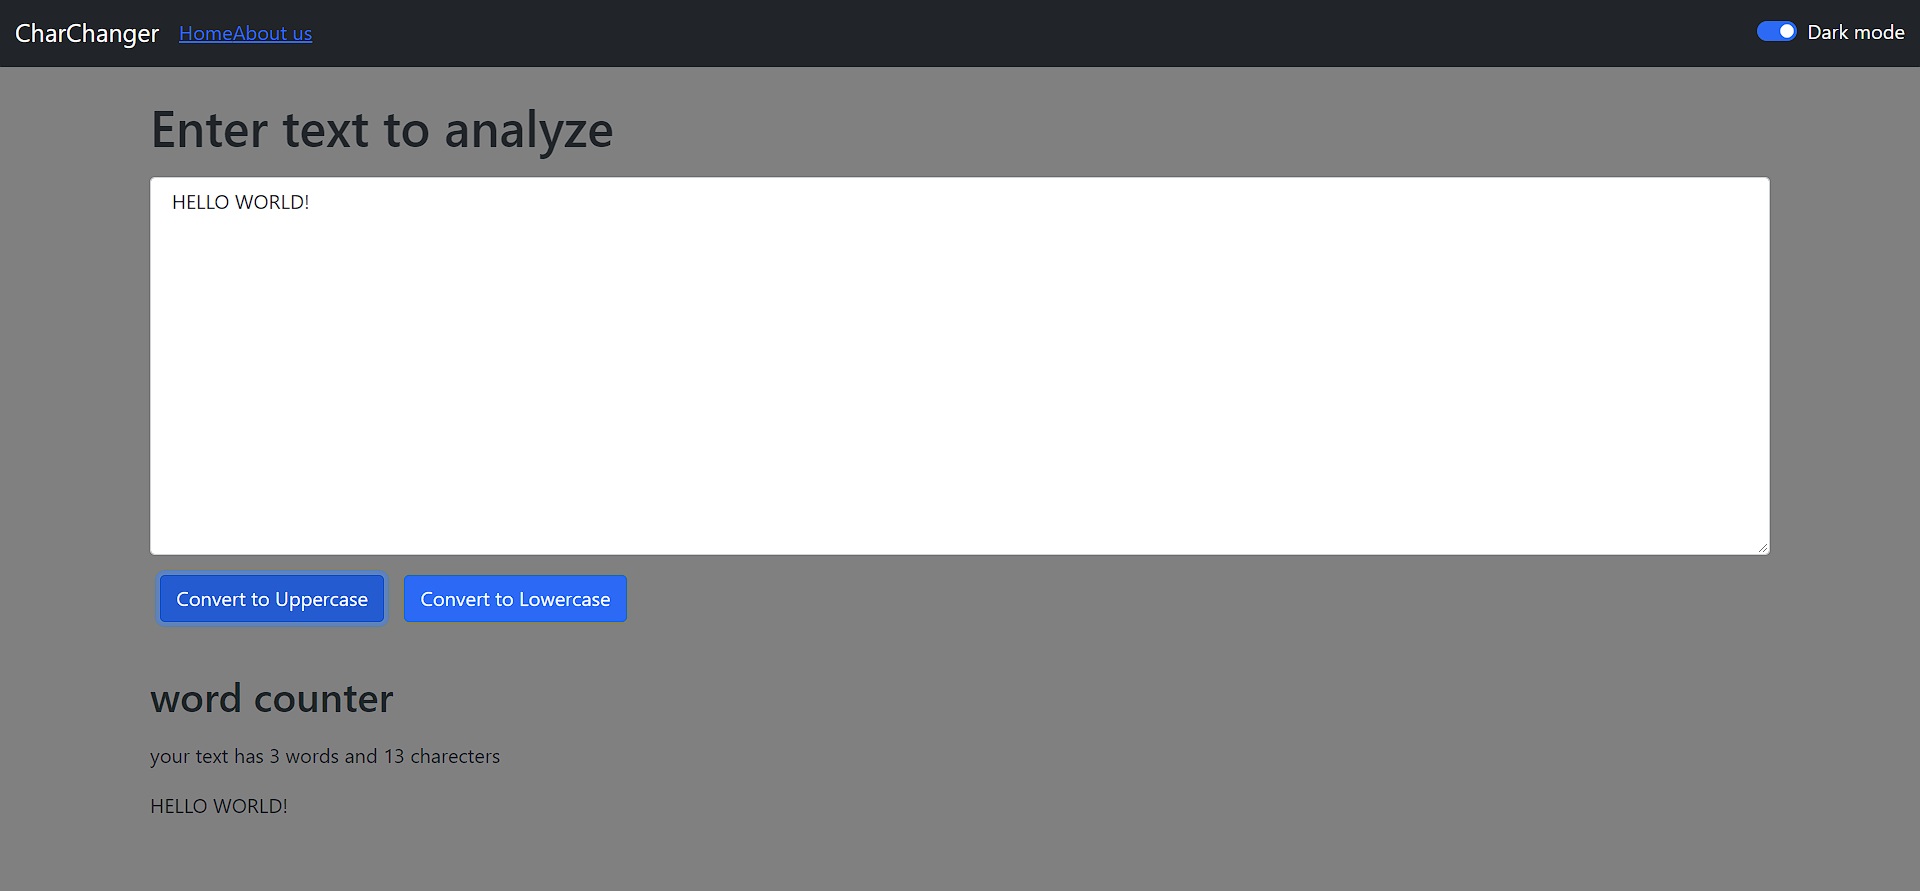 CharChanger HomeAbout us Dark mode
Enter text to analyze
HELLO WORLD!
Convert to Uppercase Convert to Lowercase
word counter
your text has 3 words and 13 charecters
HELLO WORLD!